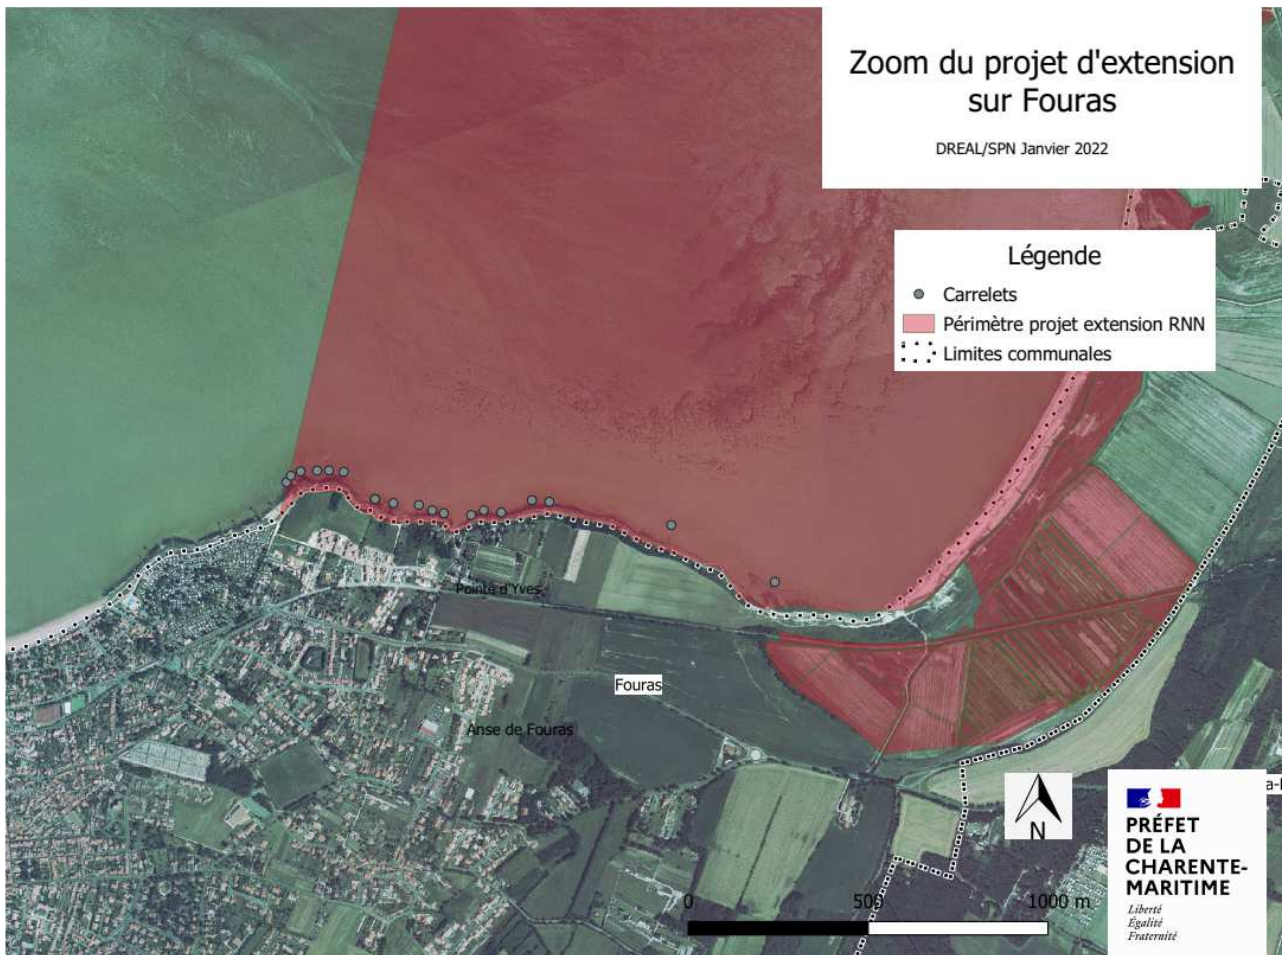 Zoom du projet d'extension
sur Fouras
DREAL/SPN Janvier 2022
Légende
Carrelets
Périmètre projet extension RNN
Limites communales
Pointe d'Yves
Fouras
Anse de Fouras
N
0 500 1000 m
PRÉFET
DE LA
CHARENTE-
MARITIME
Liberté
Égalité
Fraternité